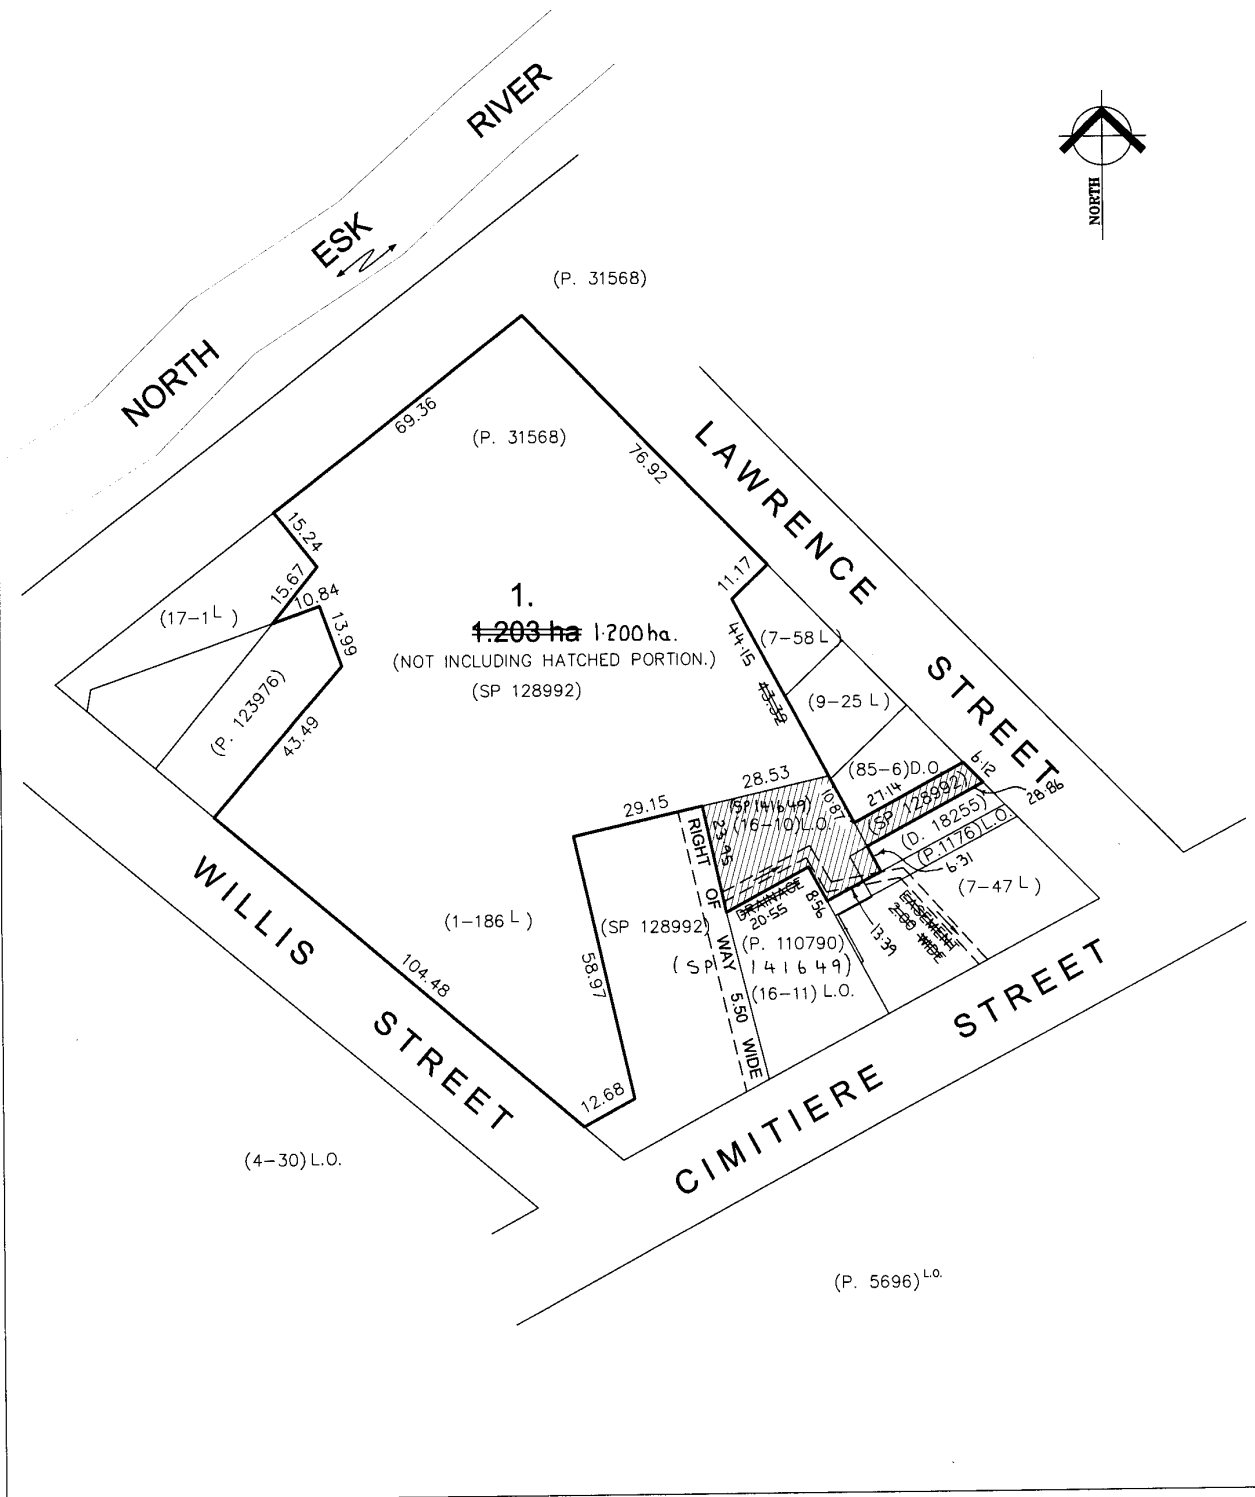 NORTH ESK RIVER
NORTH
(P. 31568)
69.36
(P. 31568)
76.92
LAWRENCE STREET
15.24
15.67
10.84
13.99
(17-1 L)
11.17
1.
1.203 ha 1.200 ha.
(NOT INCLUDING HATCHED PORTION.)
(SP 128992)
44.15
43.32
(7-58 L)
(9-25 L)
(P. 123976)
43.49
28.53
(85-6) D.O
6.12
27.14
(SP 128992)
28.86
29.15
(SP 141649)
(16-10) L.O.
10.87
23.95
(D. 18255)
(P.1176) L.O.
6.31
(7-47 L)
RIGHT OF WAY 5.50 WIDE
DRAINAGE
20.55
8.56
EASEMENT
2.00 WIDE
13.39
(1-186 L)
(SP 128992)
(P. 110790)
(SP 141649)
(16-11) L.O.
58.97
104.48
12.68
WILLIS STREET
CIMITIERE STREET
(4-30) L.O.
(P. 5696) L.O.